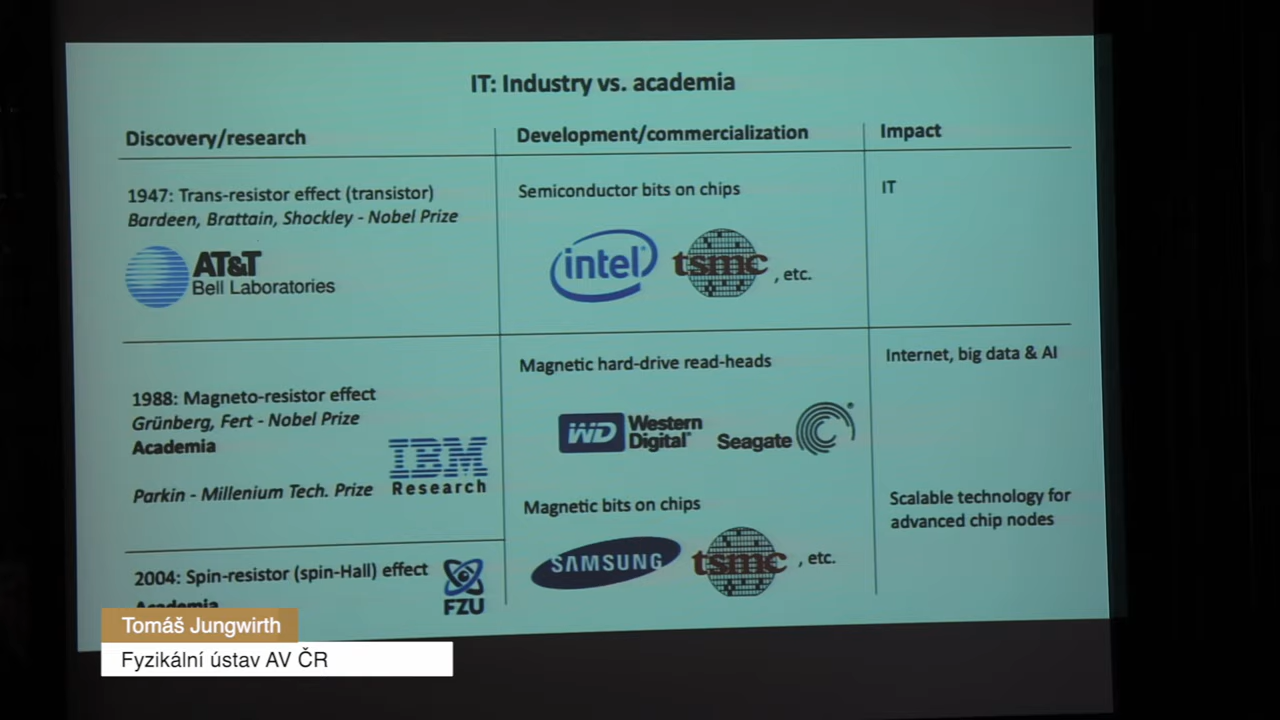 IT: Industry vs. academia
Discovery/research
Development/commercialization
Impact
1947: Trans-resistor effect (transistor)
Bardeen, Brattain, Shockley - Nobel Prize
AT&T
Bell Laboratories
Semiconductor bits on chips
intel
tsmc
, etc.
IT
1988: Magneto-resistor effect
Grünberg, Fert - Nobel Prize
Academia
IBM
Research
Parkin - Millenium Tech. Prize
Magnetic hard-drive read-heads
WD Western
Digital
Seagate
Internet, big data & AI
Magnetic bits on chips
SAMSUNG
tsmc
, etc.
Scalable technology for
advanced chip nodes
2004: Spin-resistor (spin-Hall) effect
Academia
FZU
Tomáš Jungwirth
Fyzikální ústav AV ČR